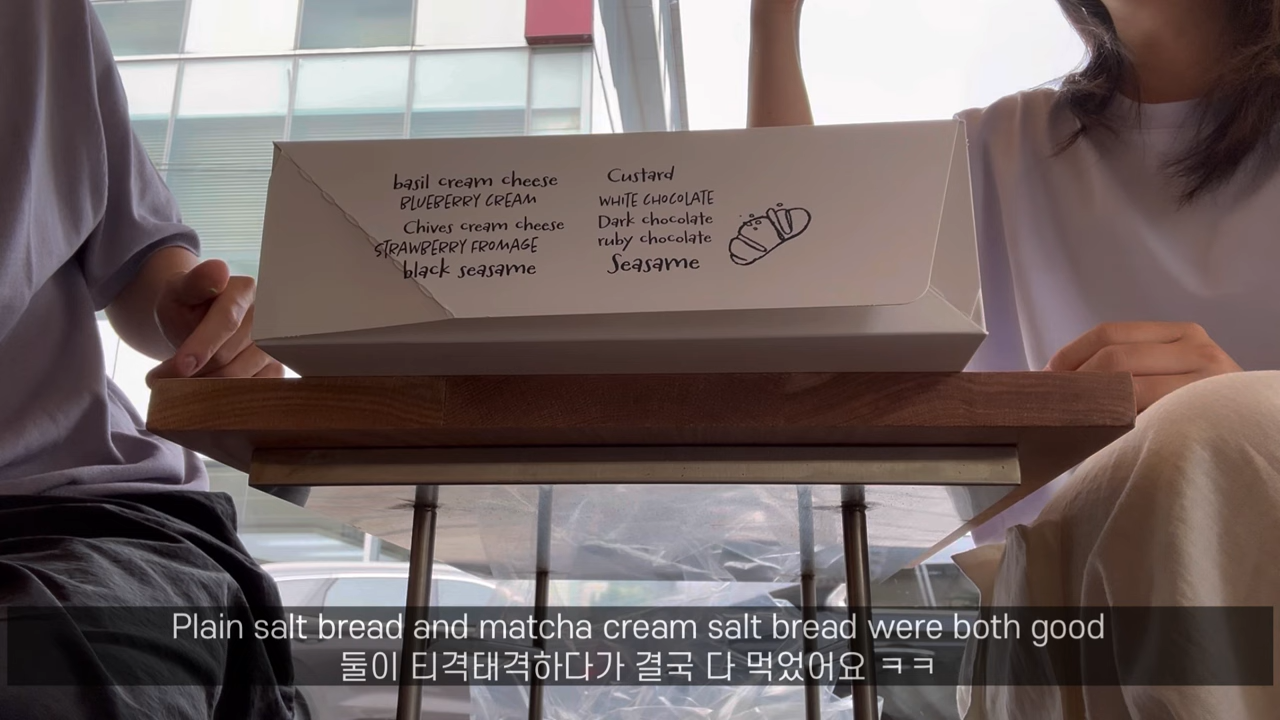 basil cream cheese
BLUEBERRY CREAM
Chives cream cheese
STRAWBERRY FROMAGE
black seasame
Custard
WHITE CHOCOLATE
Dark chocolate
ruby chocolate
Seasame
Plain salt bread and matcha cream salt bread were both good
둘이 티격태격하다가 결국 다 먹었어요 ㅋㅋ